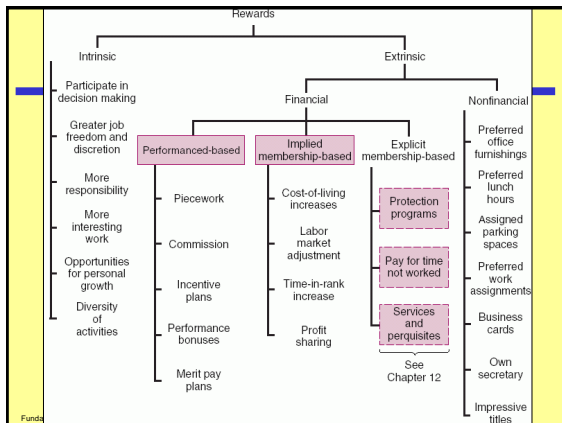 Rewards
Intrinsic
Extrinsic
Participate in
decision making
Greater job
freedom and
discretion
More
responsibility
More
interesting
work
Opportunities
for personal
growth
Diversity
of
activities
Financial
Nonfinancial
Performanced-based
Piecework
Commission
Incentive
plans
Performance
bonuses
Merit pay
plans
Implied
membership-based
Cost-of-living
increases
Labor
market
adjustment
Time-in-rank
increase
Profit
sharing
Explicit
membership-based
Protection
programs
Pay for time
not worked
Services
and
perquisites
See
Chapter 12
Preferred
office
furnishings
Preferred
lunch
hours
Assigned
parking
spaces
Preferred
work
assignments
Business
cards
Own
secretary
Impressive
titles
Funda